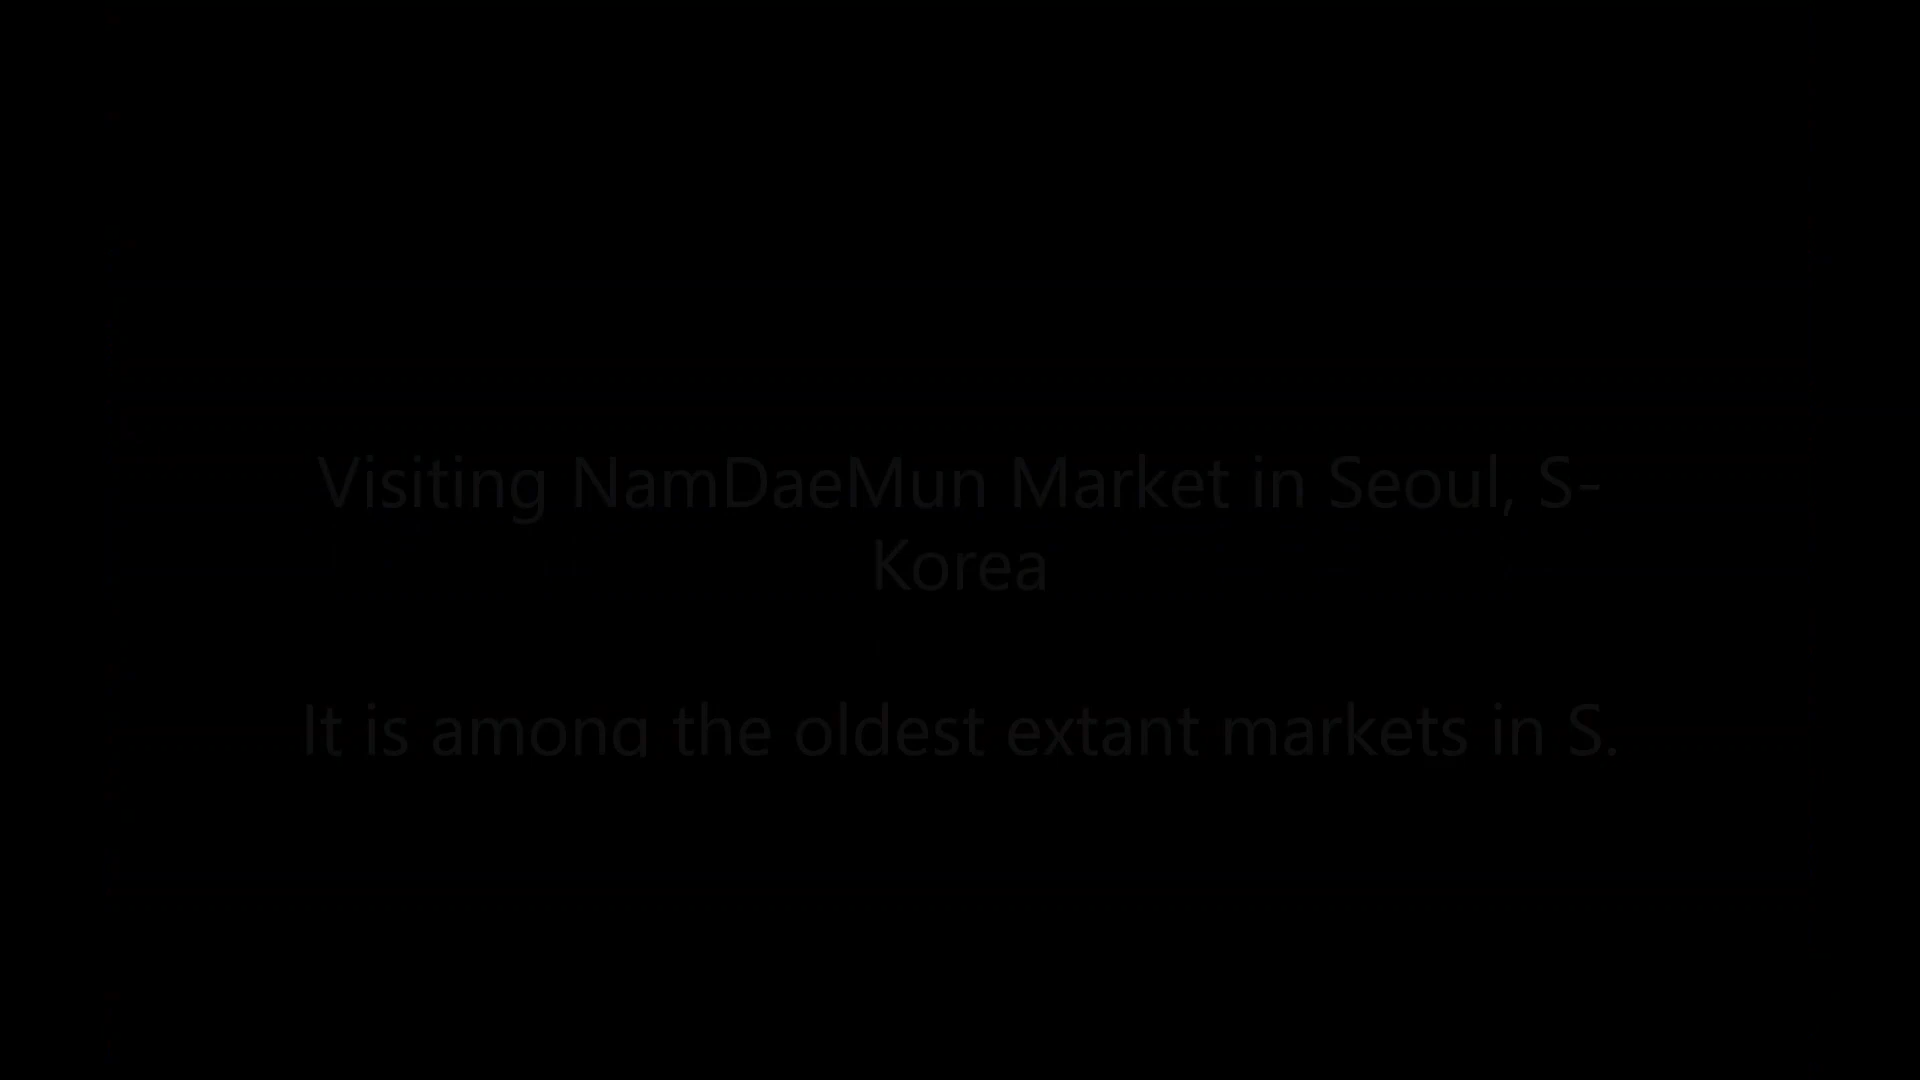 Visiting NamDaeMun Market in Seoul, S-
Korea
It is among the oldest extant markets in S.